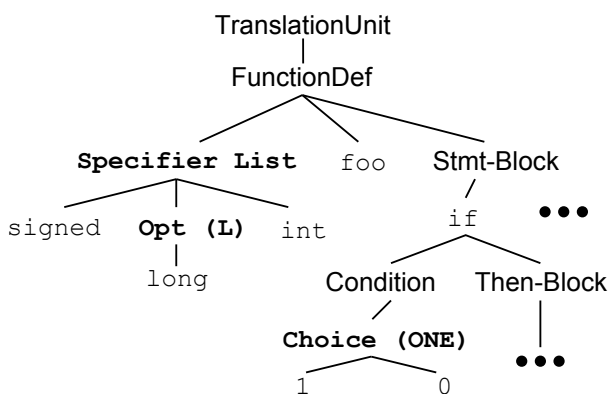 TranslationUnit
FunctionDef
Specifier List foo Stmt-Block
signed Opt (L) int if •••
long
Condition Then-Block
Choice (ONE) •••
1 0